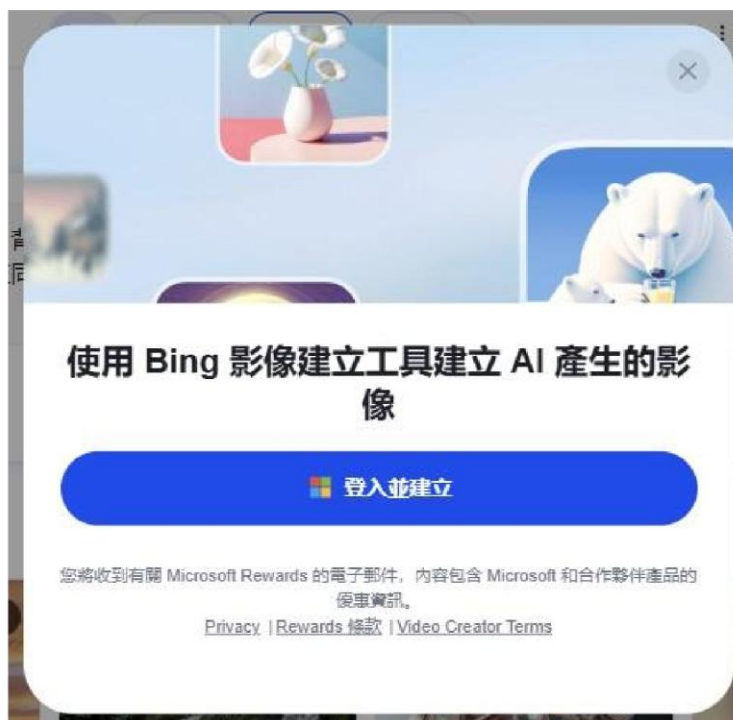 使用 Bing 影像建立工具建立 AI 產生的影
像
登入並建立
您將收到有關 Microsoft Rewards 的電子郵件，內容包含 Microsoft 和合作夥伴產品的
優惠資訊。
Privacy | Rewards 條款 | Video Creator Terms